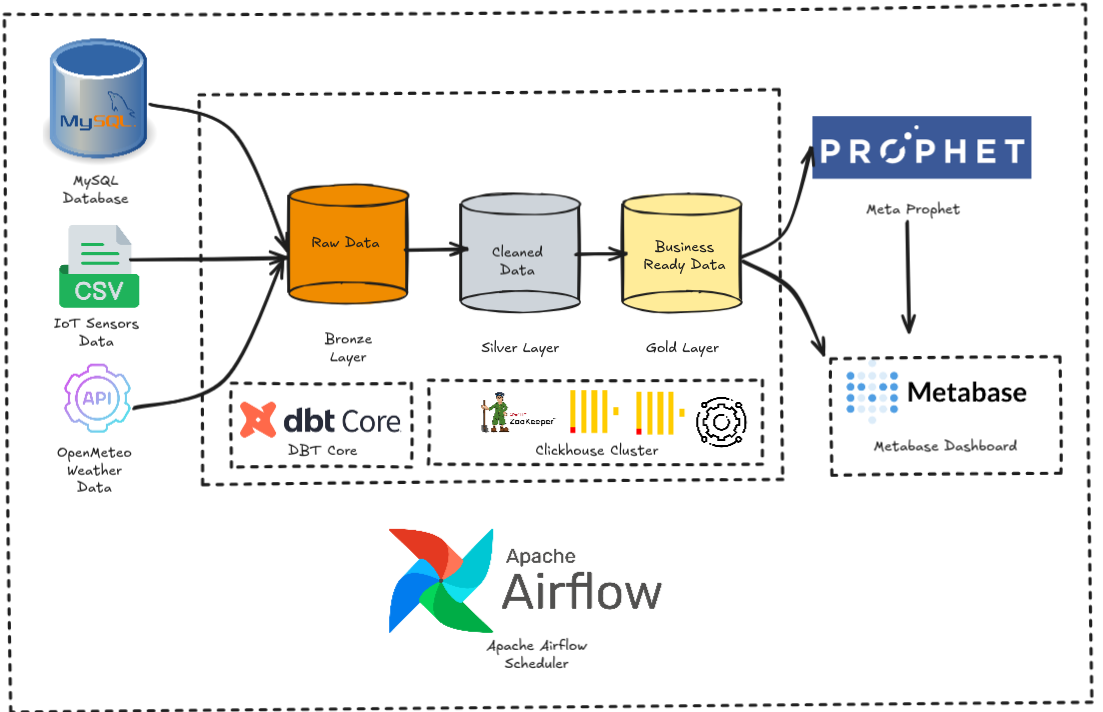 MySQL
MySQL
Database
CSV
IoT Sensors
Data
API
OpenMeteo
Weather
Data
Raw Data
Bronze
Layer
Cleaned
Data
Silver Layer
Business
Ready Data
Gold Layer
dbt Core
DBT Core
ZooKeeper
Clickhouse Cluster
PROPHET
Meta Prophet
Metabase
Metabase Dashboard
Apache
Airflow
Apache Airflow
Scheduler